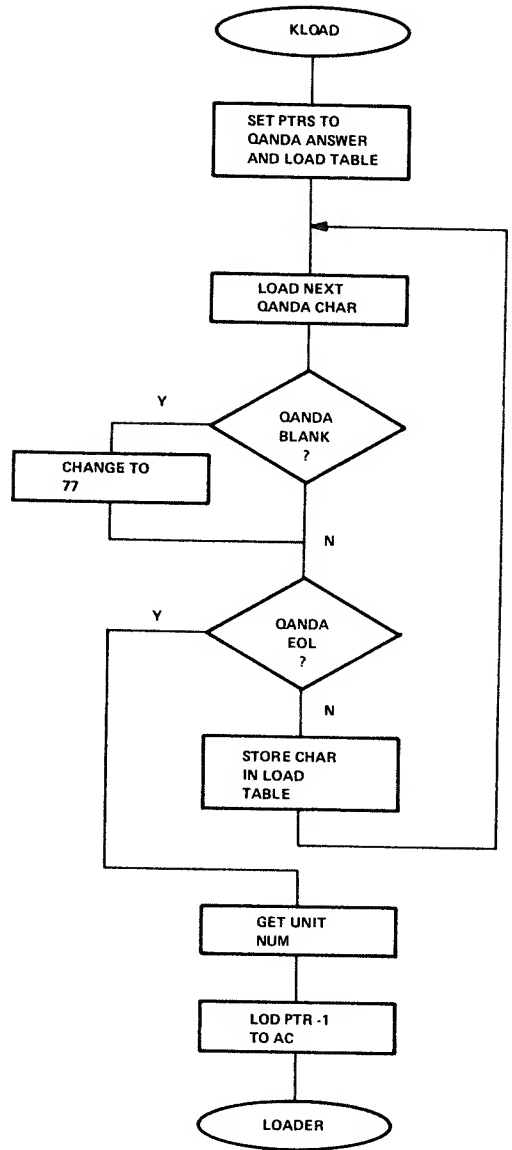 KLOAD
SET PTRS TO
QANDA ANSWER
AND LOAD TABLE
LOAD NEXT
QANDA CHAR
Y
QANDA
BLANK
?
CHANGE TO
77
N
Y
QANDA
EOL
?
N
STORE CHAR
IN LOAD
TABLE
GET UNIT
NUM
LOD PTR -1
TO AC
LOADER